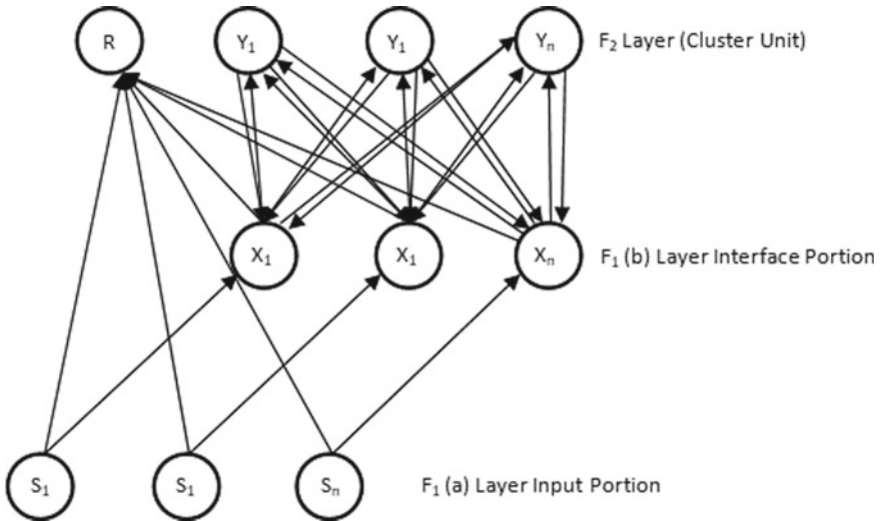 R Y₁ Y₁ Yₙ F₂ Layer (Cluster Unit)
X₁ X₁ Xₙ F₁ (b) Layer Interface Portion
S₁ S₁ Sₙ F₁ (a) Layer Input Portion